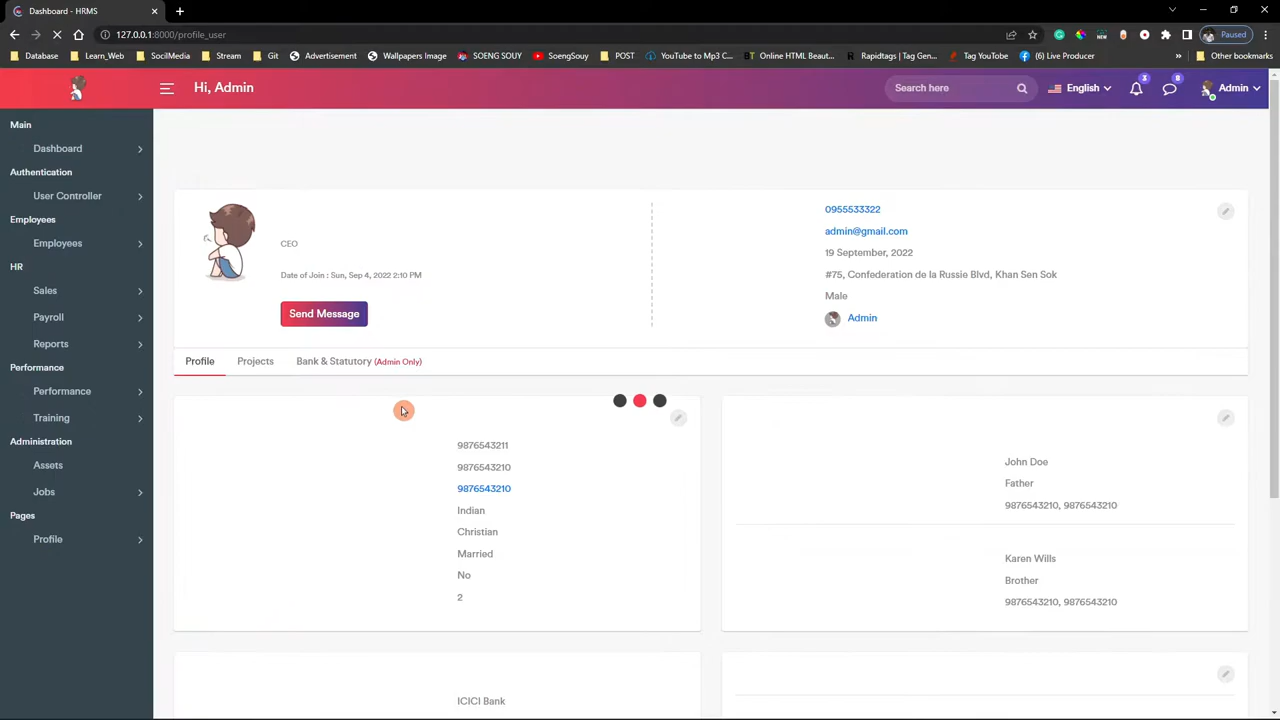 Dashboard - HRMS
127.0.0.1:8000/profile_user
Paused
Database
Learn_Web
SocilMedia
Stream
Git
Advertisement
Wallpapers Image
SOENG SOUY
SoengSouy
POST
YouTube to Mp3 C...
Online HTML Beaut...
Rapidtags | Tag Gen...
Tag YouTube
(6) Live Producer
»
Other bookmarks
Hi, Admin
Search here
English
3
8
Admin
Main
Dashboard
Authentication
User Controller
Employees
Employees
HR
Sales
Payroll
Reports
Performance
Performance
Training
Administration
Assets
Jobs
Pages
Profile
CEO
Date of Join : Sun, Sep 4, 2022 2:10 PM
Send Message
0955533322
admin@gmail.com
19 September, 2022
#75, Confederation de la Russie Blvd, Khan Sen Sok
Male
Admin
Profile
Projects
Bank & Statutory (Admin Only)
9876543211
9876543210
9876543210
Indian
Christian
Married
No
2
John Doe
Father
9876543210, 9876543210
Karen Wills
Brother
9876543210, 9876543210
ICICI Bank